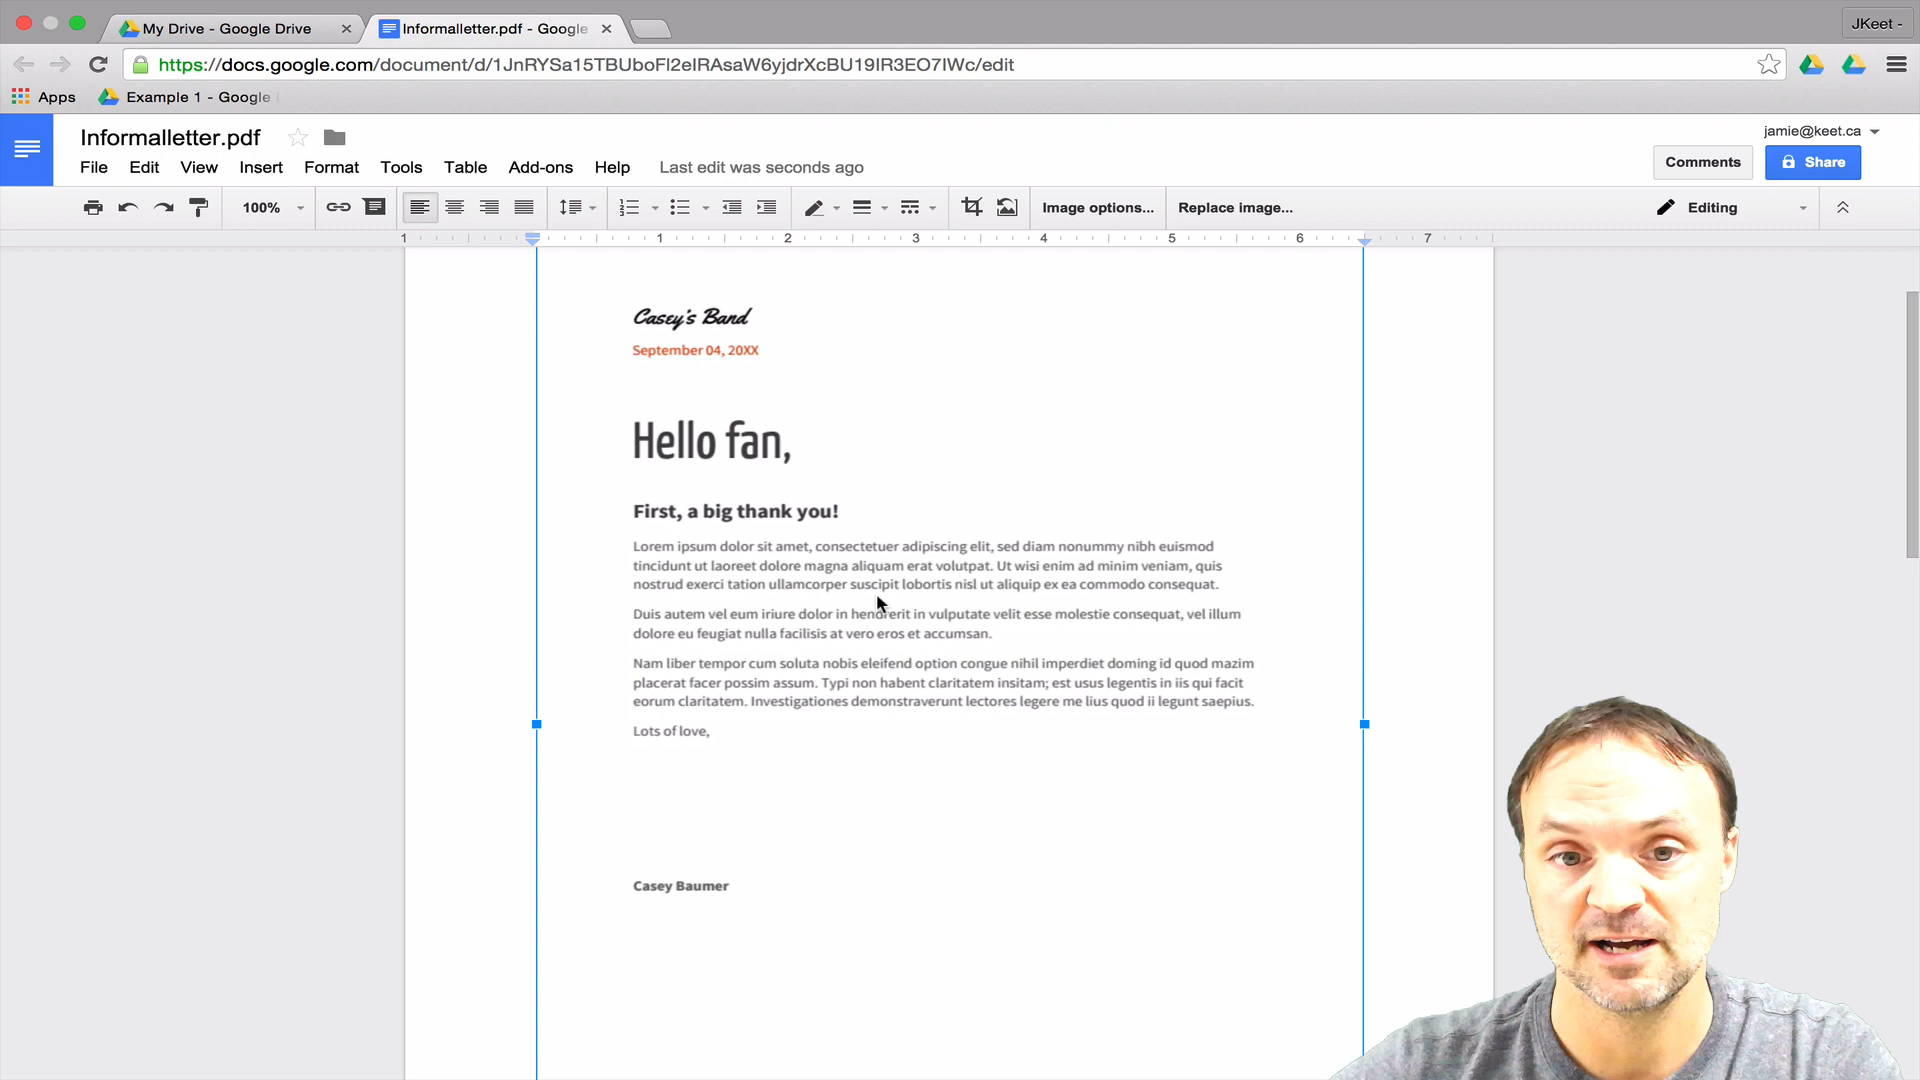 My Drive - Google Drive
Informalletter.pdf - Google
JKeet -
https://docs.google.com/document/d/1JnRYSa15TBUboFl2eIRAsaW6yjdrXcBU19IR3EO7IWc/edit
Apps
Example 1 - Google
Informalletter.pdf
jamie@keet.ca
File Edit View Insert Format Tools Table Add-ons Help Last edit was seconds ago
Comments
Share
100%
Image options...
Replace image...
Editing
1 1 2 3 4 5 6 7
Casey's Band
September 04, 20XX
Hello fan,
First, a big thank you!
Lorem ipsum dolor sit amet, consectetuer adipiscing elit, sed diam nonummy nibh euismod
tincidunt ut laoreet dolore magna aliquam erat volutpat. Ut wisi enim ad minim veniam, quis
nostrud exerci tation ullamcorper suscipit lobortis nisl ut aliquip ex ea commodo consequat.
Duis autem vel eum iriure dolor in hendrerit in vulputate velit esse molestie consequat, vel illum
dolore eu feugiat nulla facilisis at vero eros et accumsan.
Nam liber tempor cum soluta nobis eleifend option congue nihil imperdiet doming id quod mazim
placerat facer possim assum. Typi non habent claritatem insitam; est usus legentis in iis qui facit
eorum claritatem. Investigationes demonstraverunt lectores legere me lius quod ii legunt saepius.
Lots of love,
Casey Baumer